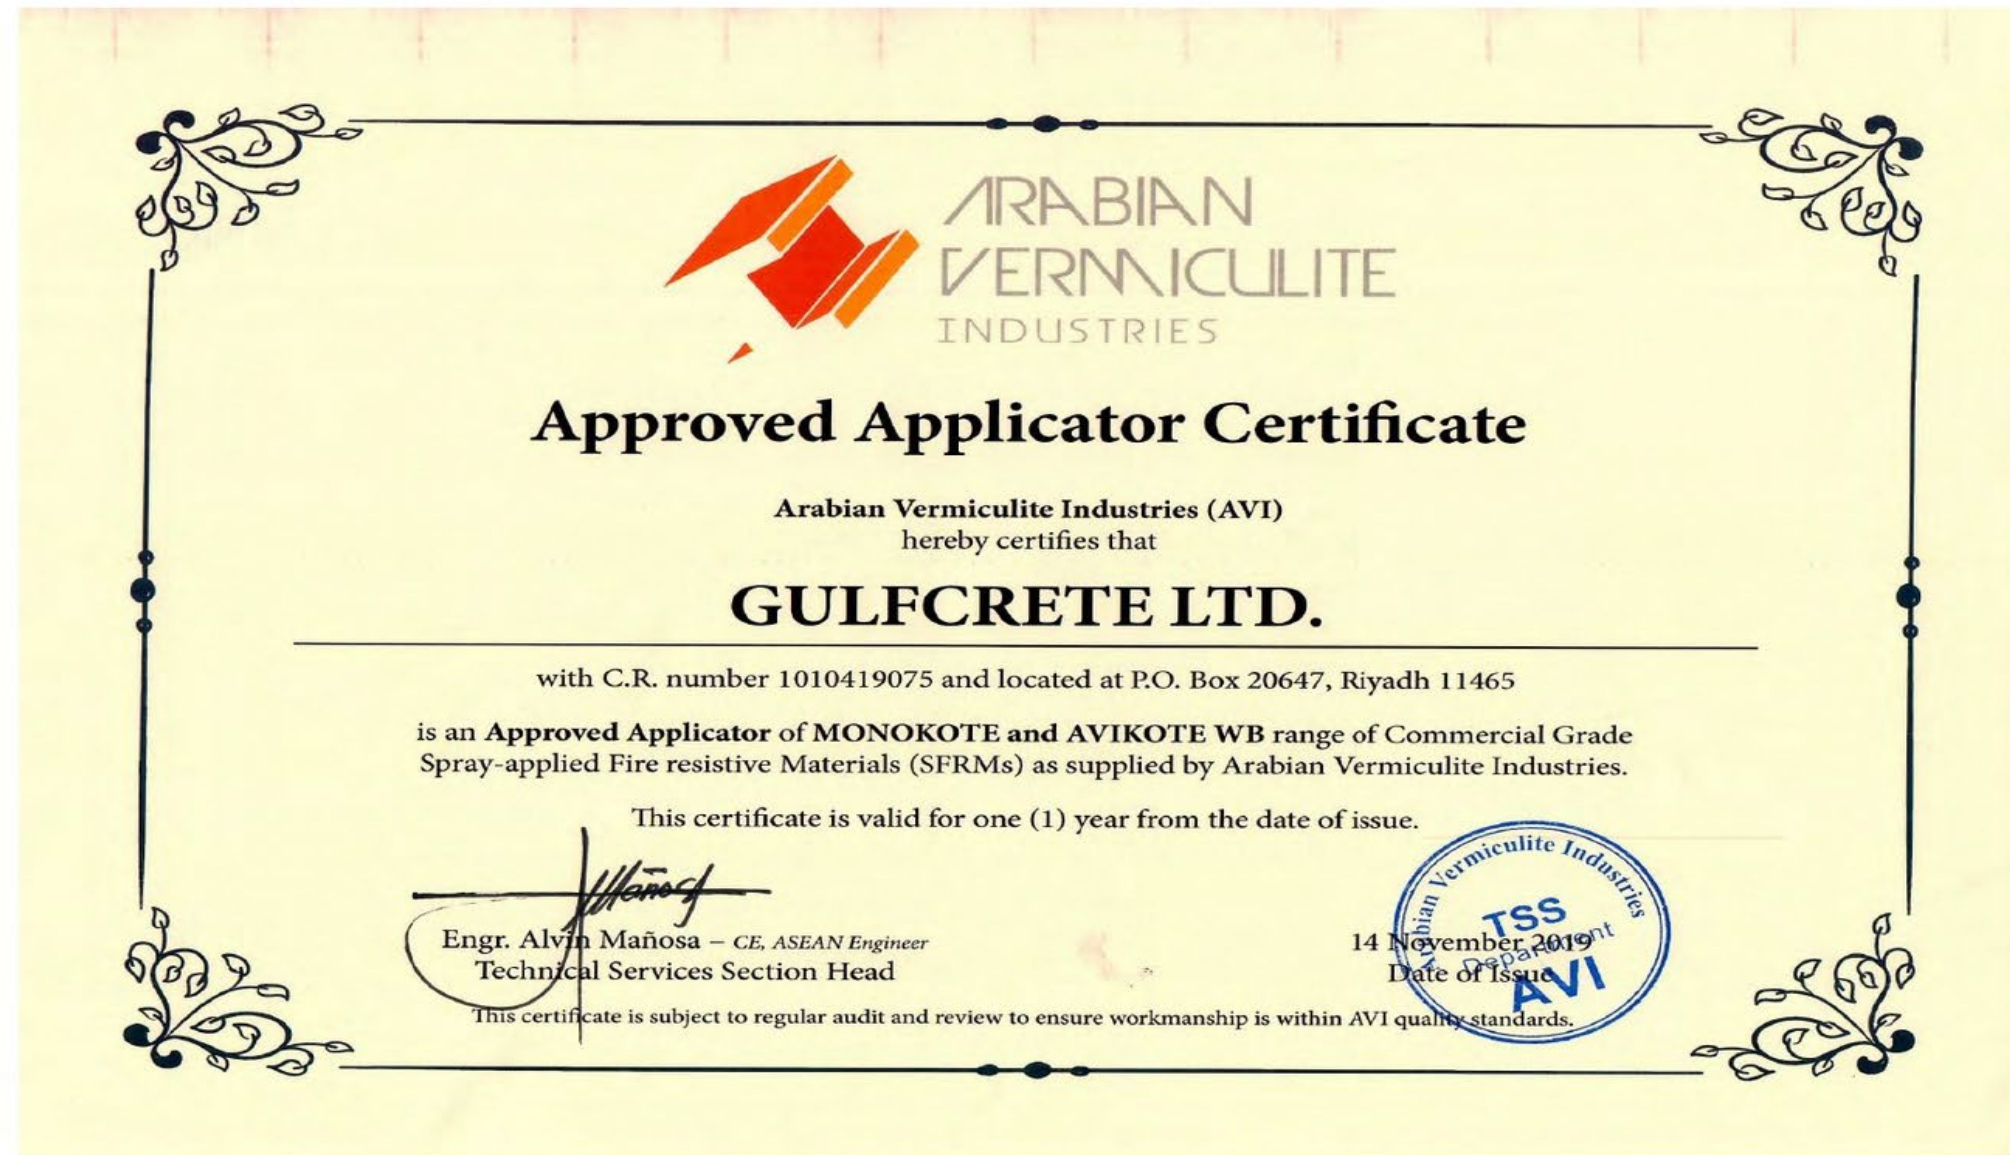 ARABIAN
VERMICULITE
INDUSTRIES
Approved Applicator Certificate
Arabian Vermiculite Industries (AVI)
hereby certifies that
GULFCRETE LTD.
with C.R. number 1010419075 and located at P.O. Box 20647, Riyadh 11465
is an Approved Applicator of MONOKOTE and AVIKOTE WB range of Commercial Grade
Spray-applied Fire resistive Materials (SFRMs) as supplied by Arabian Vermiculite Industries.
This certificate is valid for one (1) year from the date of issue.
Mañosa
Engr. Alvin Mañosa – CE, ASEAN Engineer
Technical Services Section Head
14 November 2019
Date of Issue
Arabian Vermiculite Industries
TSS
Department
AVI
This certificate is subject to regular audit and review to ensure workmanship is within AVI quality standards.